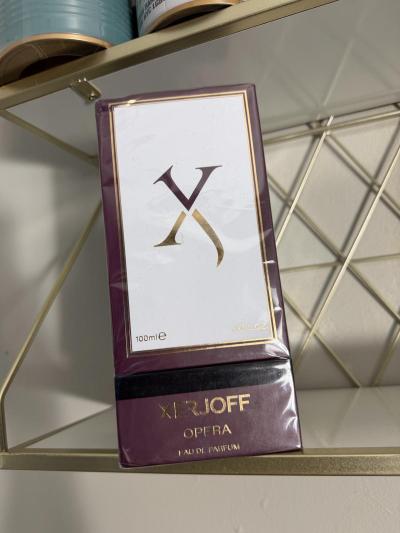 X
100ml℮
XERJOFF
OPERA
EAU DE PARFUM